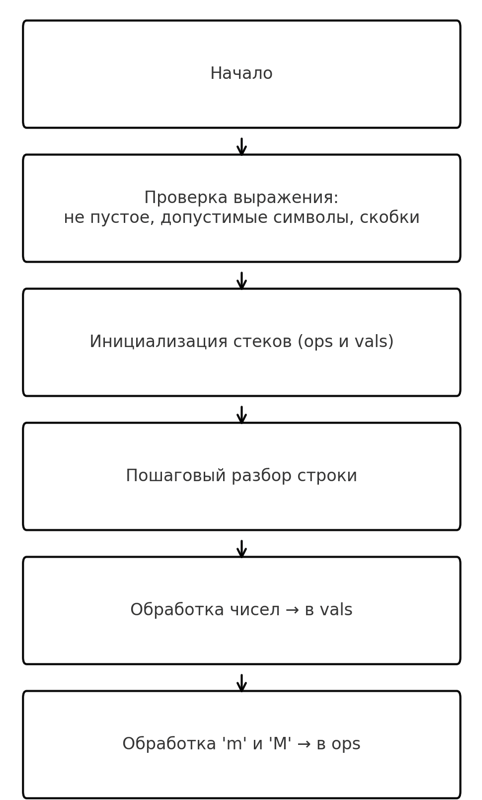 Начало
Проверка выражения:
не пустое, допустимые символы, скобки
Инициализация стеков (ops и vals)
Пошаговый разбор строки
Обработка чисел → в vals
Обработка 'm' и 'M' → в ops